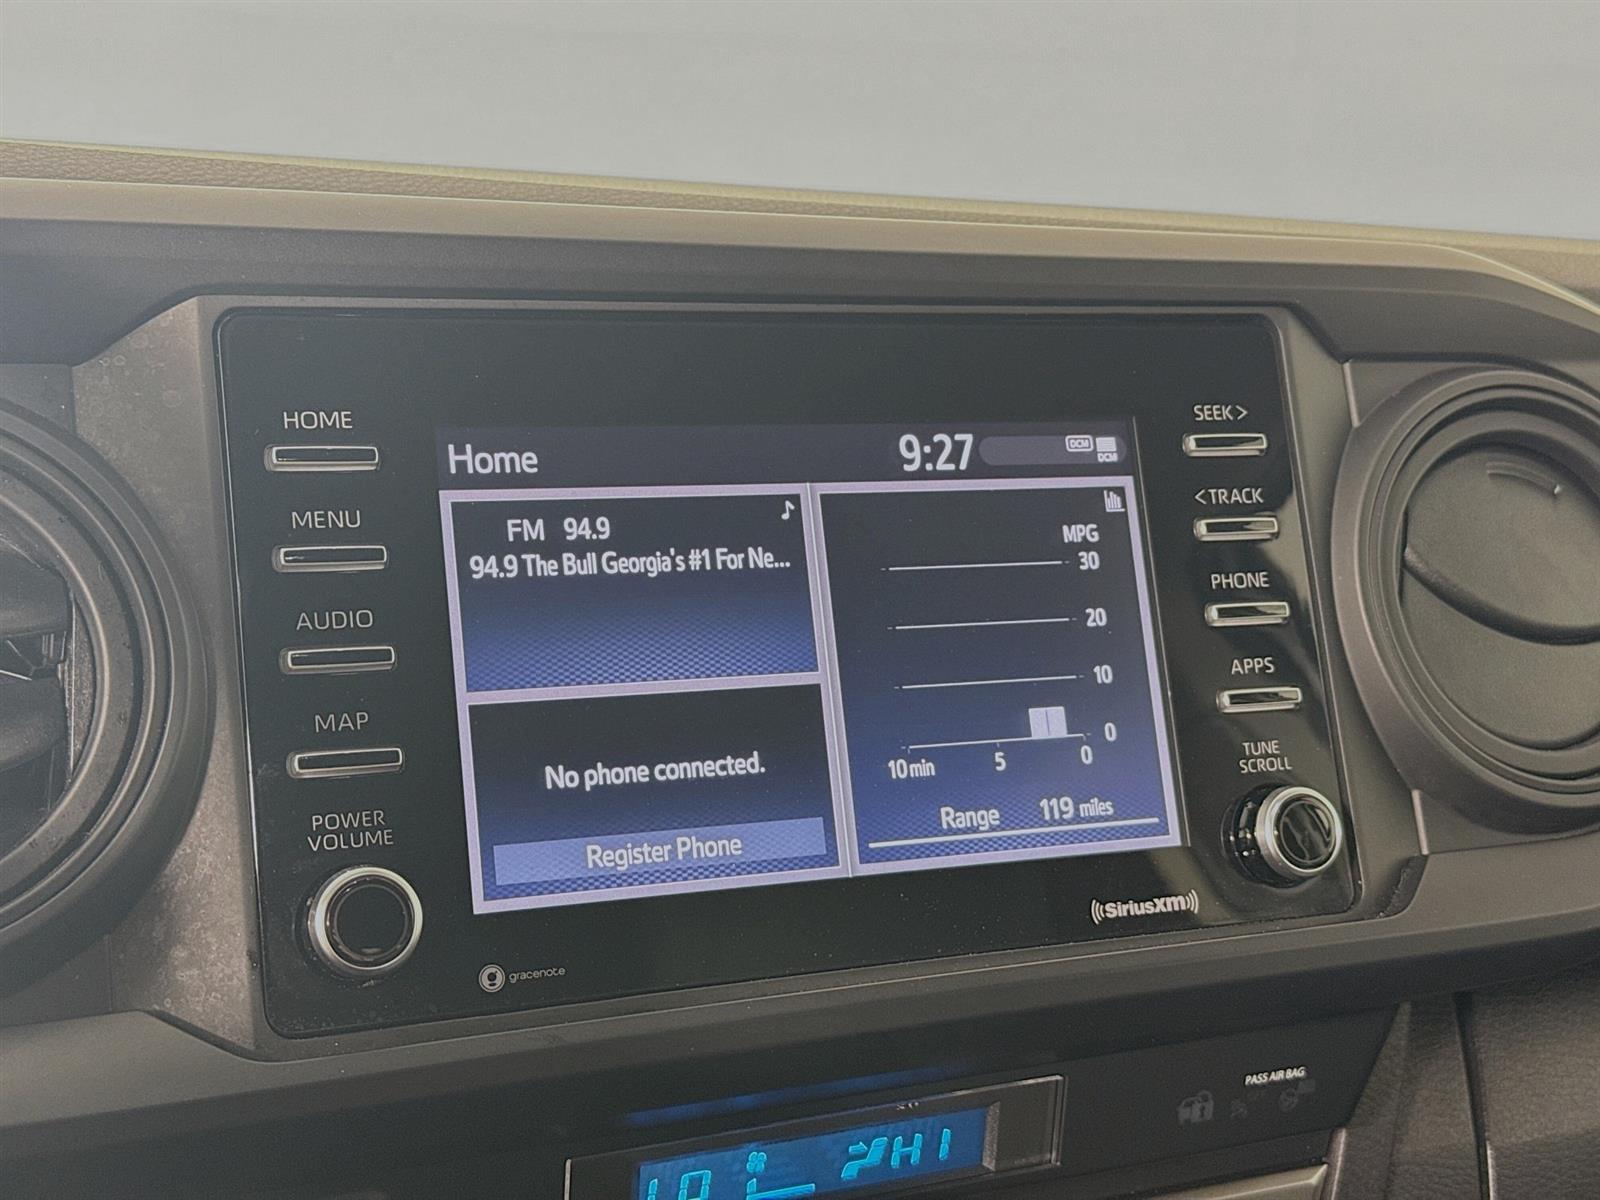 HOME
MENU
AUDIO
MAP
POWER
VOLUME
Home
9:27
DCM
DCM
FM 94.9
94.9 The Bull Georgia's #1 For Ne...
No phone connected.
Register Phone
MPG
30
20
10
0
10min
5
0
Range 119 miles
SEEK>
<TRACK
PHONE
APPS
TUNE
SCROLL
((SiriusXM))
gracenote
PASS AIR BAG
HI